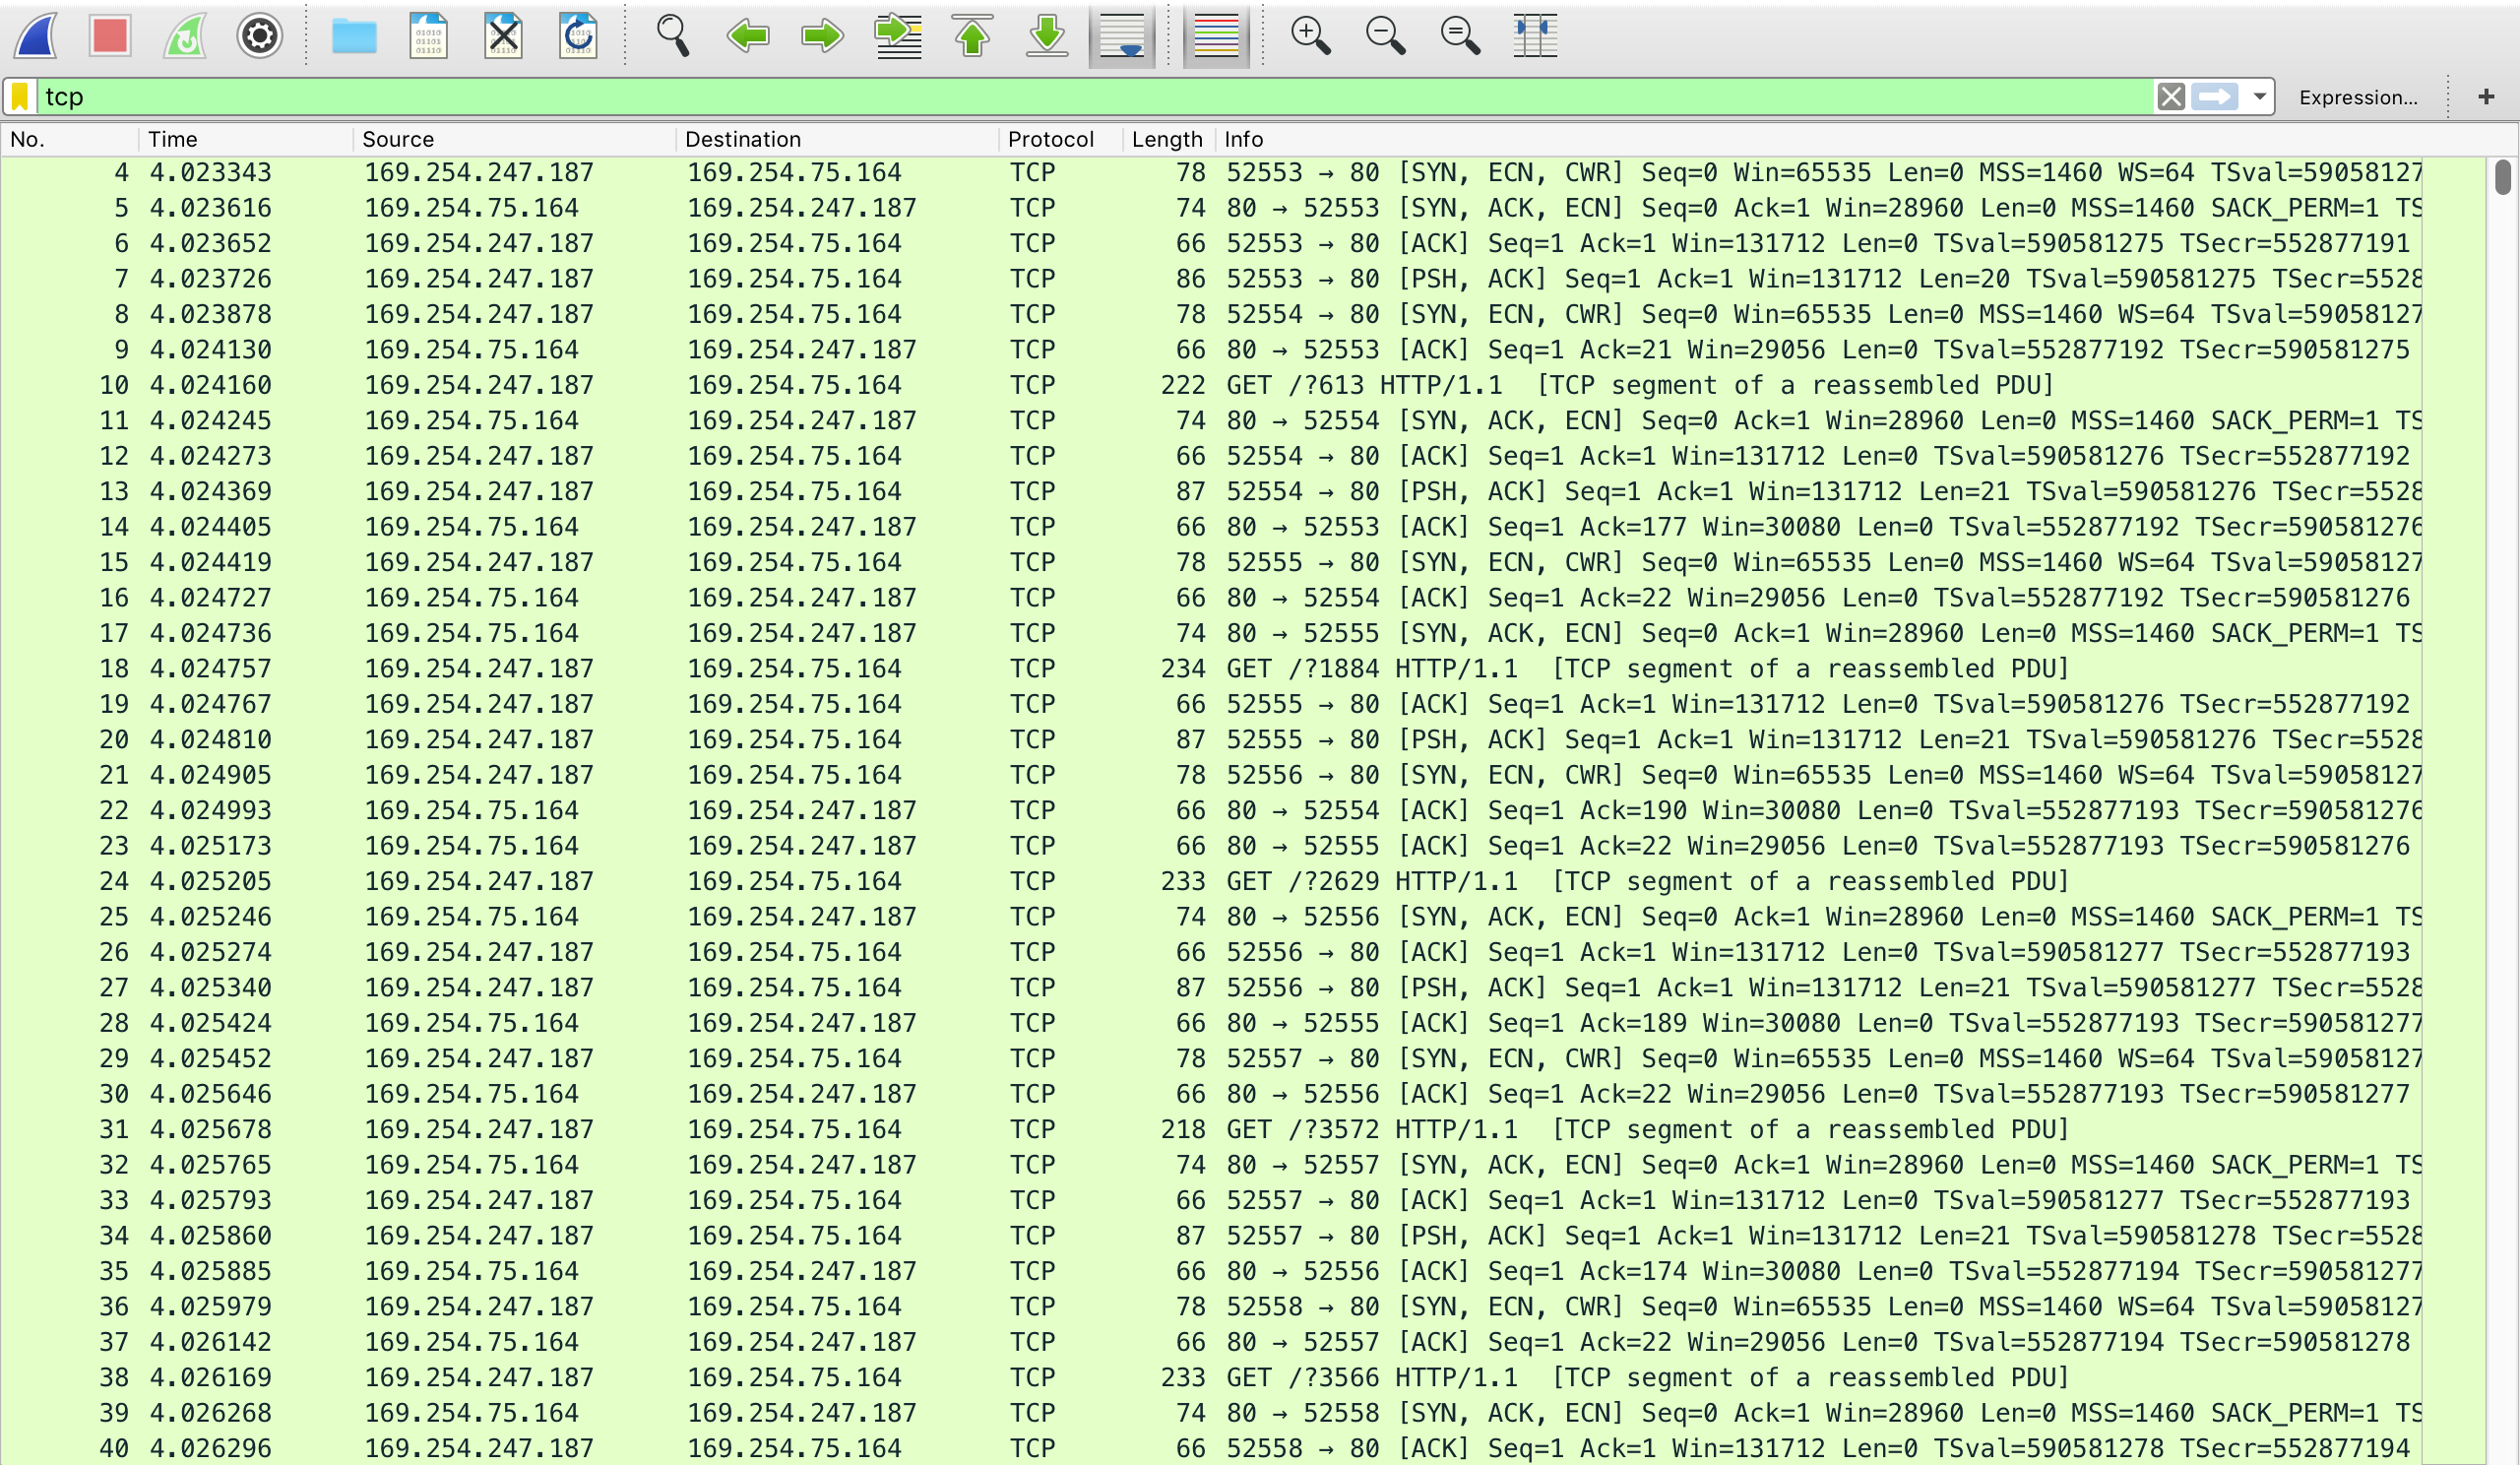 tcp
Expression... +
No. Time Source Destination Protocol Length Info
4 4.023343 169.254.247.187 169.254.75.164 TCP 78 52553 → 80 [SYN, ECN, CWR] Seq=0 Win=65535 Len=0 MSS=1460 WS=64 TSval=59058127
5 4.023616 169.254.75.164 169.254.247.187 TCP 74 80 → 52553 [SYN, ACK, ECN] Seq=0 Ack=1 Win=28960 Len=0 MSS=1460 SACK_PERM=1 TS
6 4.023652 169.254.247.187 169.254.75.164 TCP 66 52553 → 80 [ACK] Seq=1 Ack=1 Win=131712 Len=0 TSval=590581275 TSecr=552877191
7 4.023726 169.254.247.187 169.254.75.164 TCP 86 52553 → 80 [PSH, ACK] Seq=1 Ack=1 Win=131712 Len=20 TSval=590581275 TSecr=5528
8 4.023878 169.254.247.187 169.254.75.164 TCP 78 52554 → 80 [SYN, ECN, CWR] Seq=0 Win=65535 Len=0 MSS=1460 WS=64 TSval=59058127
9 4.024130 169.254.75.164 169.254.247.187 TCP 66 80 → 52553 [ACK] Seq=1 Ack=21 Win=29056 Len=0 TSval=552877192 TSecr=590581275
10 4.024160 169.254.247.187 169.254.75.164 TCP 222 GET /?613 HTTP/1.1 [TCP segment of a reassembled PDU]
11 4.024245 169.254.75.164 169.254.247.187 TCP 74 80 → 52554 [SYN, ACK, ECN] Seq=0 Ack=1 Win=28960 Len=0 MSS=1460 SACK_PERM=1 TS
12 4.024273 169.254.247.187 169.254.75.164 TCP 66 52554 → 80 [ACK] Seq=1 Ack=1 Win=131712 Len=0 TSval=590581276 TSecr=552877192
13 4.024369 169.254.247.187 169.254.75.164 TCP 87 52554 → 80 [PSH, ACK] Seq=1 Ack=1 Win=131712 Len=21 TSval=590581276 TSecr=5528
14 4.024405 169.254.75.164 169.254.247.187 TCP 66 80 → 52553 [ACK] Seq=1 Ack=177 Win=30080 Len=0 TSval=552877192 TSecr=590581276
15 4.024419 169.254.247.187 169.254.75.164 TCP 78 52555 → 80 [SYN, ECN, CWR] Seq=0 Win=65535 Len=0 MSS=1460 WS=64 TSval=59058127
16 4.024727 169.254.75.164 169.254.247.187 TCP 66 80 → 52554 [ACK] Seq=1 Ack=22 Win=29056 Len=0 TSval=552877192 TSecr=590581276
17 4.024736 169.254.75.164 169.254.247.187 TCP 74 80 → 52555 [SYN, ACK, ECN] Seq=0 Ack=1 Win=28960 Len=0 MSS=1460 SACK_PERM=1 TS
18 4.024757 169.254.247.187 169.254.75.164 TCP 234 GET /?1884 HTTP/1.1 [TCP segment of a reassembled PDU]
19 4.024767 169.254.247.187 169.254.75.164 TCP 66 52555 → 80 [ACK] Seq=1 Ack=1 Win=131712 Len=0 TSval=590581276 TSecr=552877192
20 4.024810 169.254.247.187 169.254.75.164 TCP 87 52555 → 80 [PSH, ACK] Seq=1 Ack=1 Win=131712 Len=21 TSval=590581276 TSecr=5528
21 4.024905 169.254.247.187 169.254.75.164 TCP 78 52556 → 80 [SYN, ECN, CWR] Seq=0 Win=65535 Len=0 MSS=1460 WS=64 TSval=59058127
22 4.024993 169.254.75.164 169.254.247.187 TCP 66 80 → 52554 [ACK] Seq=1 Ack=190 Win=30080 Len=0 TSval=552877193 TSecr=590581276
23 4.025173 169.254.75.164 169.254.247.187 TCP 66 80 → 52555 [ACK] Seq=1 Ack=22 Win=29056 Len=0 TSval=552877193 TSecr=590581276
24 4.025205 169.254.247.187 169.254.75.164 TCP 233 GET /?2629 HTTP/1.1 [TCP segment of a reassembled PDU]
25 4.025246 169.254.75.164 169.254.247.187 TCP 74 80 → 52556 [SYN, ACK, ECN] Seq=0 Ack=1 Win=28960 Len=0 MSS=1460 SACK_PERM=1 TS
26 4.025274 169.254.247.187 169.254.75.164 TCP 66 52556 → 80 [ACK] Seq=1 Ack=1 Win=131712 Len=0 TSval=590581277 TSecr=552877193
27 4.025340 169.254.247.187 169.254.75.164 TCP 87 52556 → 80 [PSH, ACK] Seq=1 Ack=1 Win=131712 Len=21 TSval=590581277 TSecr=5528
28 4.025424 169.254.75.164 169.254.247.187 TCP 66 80 → 52555 [ACK] Seq=1 Ack=189 Win=30080 Len=0 TSval=552877193 TSecr=590581277
29 4.025452 169.254.247.187 169.254.75.164 TCP 78 52557 → 80 [SYN, ECN, CWR] Seq=0 Win=65535 Len=0 MSS=1460 WS=64 TSval=59058127
30 4.025646 169.254.75.164 169.254.247.187 TCP 66 80 → 52556 [ACK] Seq=1 Ack=22 Win=29056 Len=0 TSval=552877193 TSecr=590581277
31 4.025678 169.254.247.187 169.254.75.164 TCP 218 GET /?3572 HTTP/1.1 [TCP segment of a reassembled PDU]
32 4.025765 169.254.75.164 169.254.247.187 TCP 74 80 → 52557 [SYN, ACK, ECN] Seq=0 Ack=1 Win=28960 Len=0 MSS=1460 SACK_PERM=1 TS
33 4.025793 169.254.247.187 169.254.75.164 TCP 66 52557 → 80 [ACK] Seq=1 Ack=1 Win=131712 Len=0 TSval=590581277 TSecr=552877193
34 4.025860 169.254.247.187 169.254.75.164 TCP 87 52557 → 80 [PSH, ACK] Seq=1 Ack=1 Win=131712 Len=21 TSval=590581278 TSecr=5528
35 4.025885 169.254.75.164 169.254.247.187 TCP 66 80 → 52556 [ACK] Seq=1 Ack=174 Win=30080 Len=0 TSval=552877194 TSecr=590581277
36 4.025979 169.254.247.187 169.254.75.164 TCP 78 52558 → 80 [SYN, ECN, CWR] Seq=0 Win=65535 Len=0 MSS=1460 WS=64 TSval=59058127
37 4.026142 169.254.75.164 169.254.247.187 TCP 66 80 → 52557 [ACK] Seq=1 Ack=22 Win=29056 Len=0 TSval=552877194 TSecr=590581278
38 4.026169 169.254.247.187 169.254.75.164 TCP 233 GET /?3566 HTTP/1.1 [TCP segment of a reassembled PDU]
39 4.026268 169.254.75.164 169.254.247.187 TCP 74 80 → 52558 [SYN, ACK, ECN] Seq=0 Ack=1 Win=28960 Len=0 MSS=1460 SACK_PERM=1 TS
40 4.026296 169.254.247.187 169.254.75.164 TCP 66 52558 → 80 [ACK] Seq=1 Ack=1 Win=131712 Len=0 TSval=590581278 TSecr=552877194